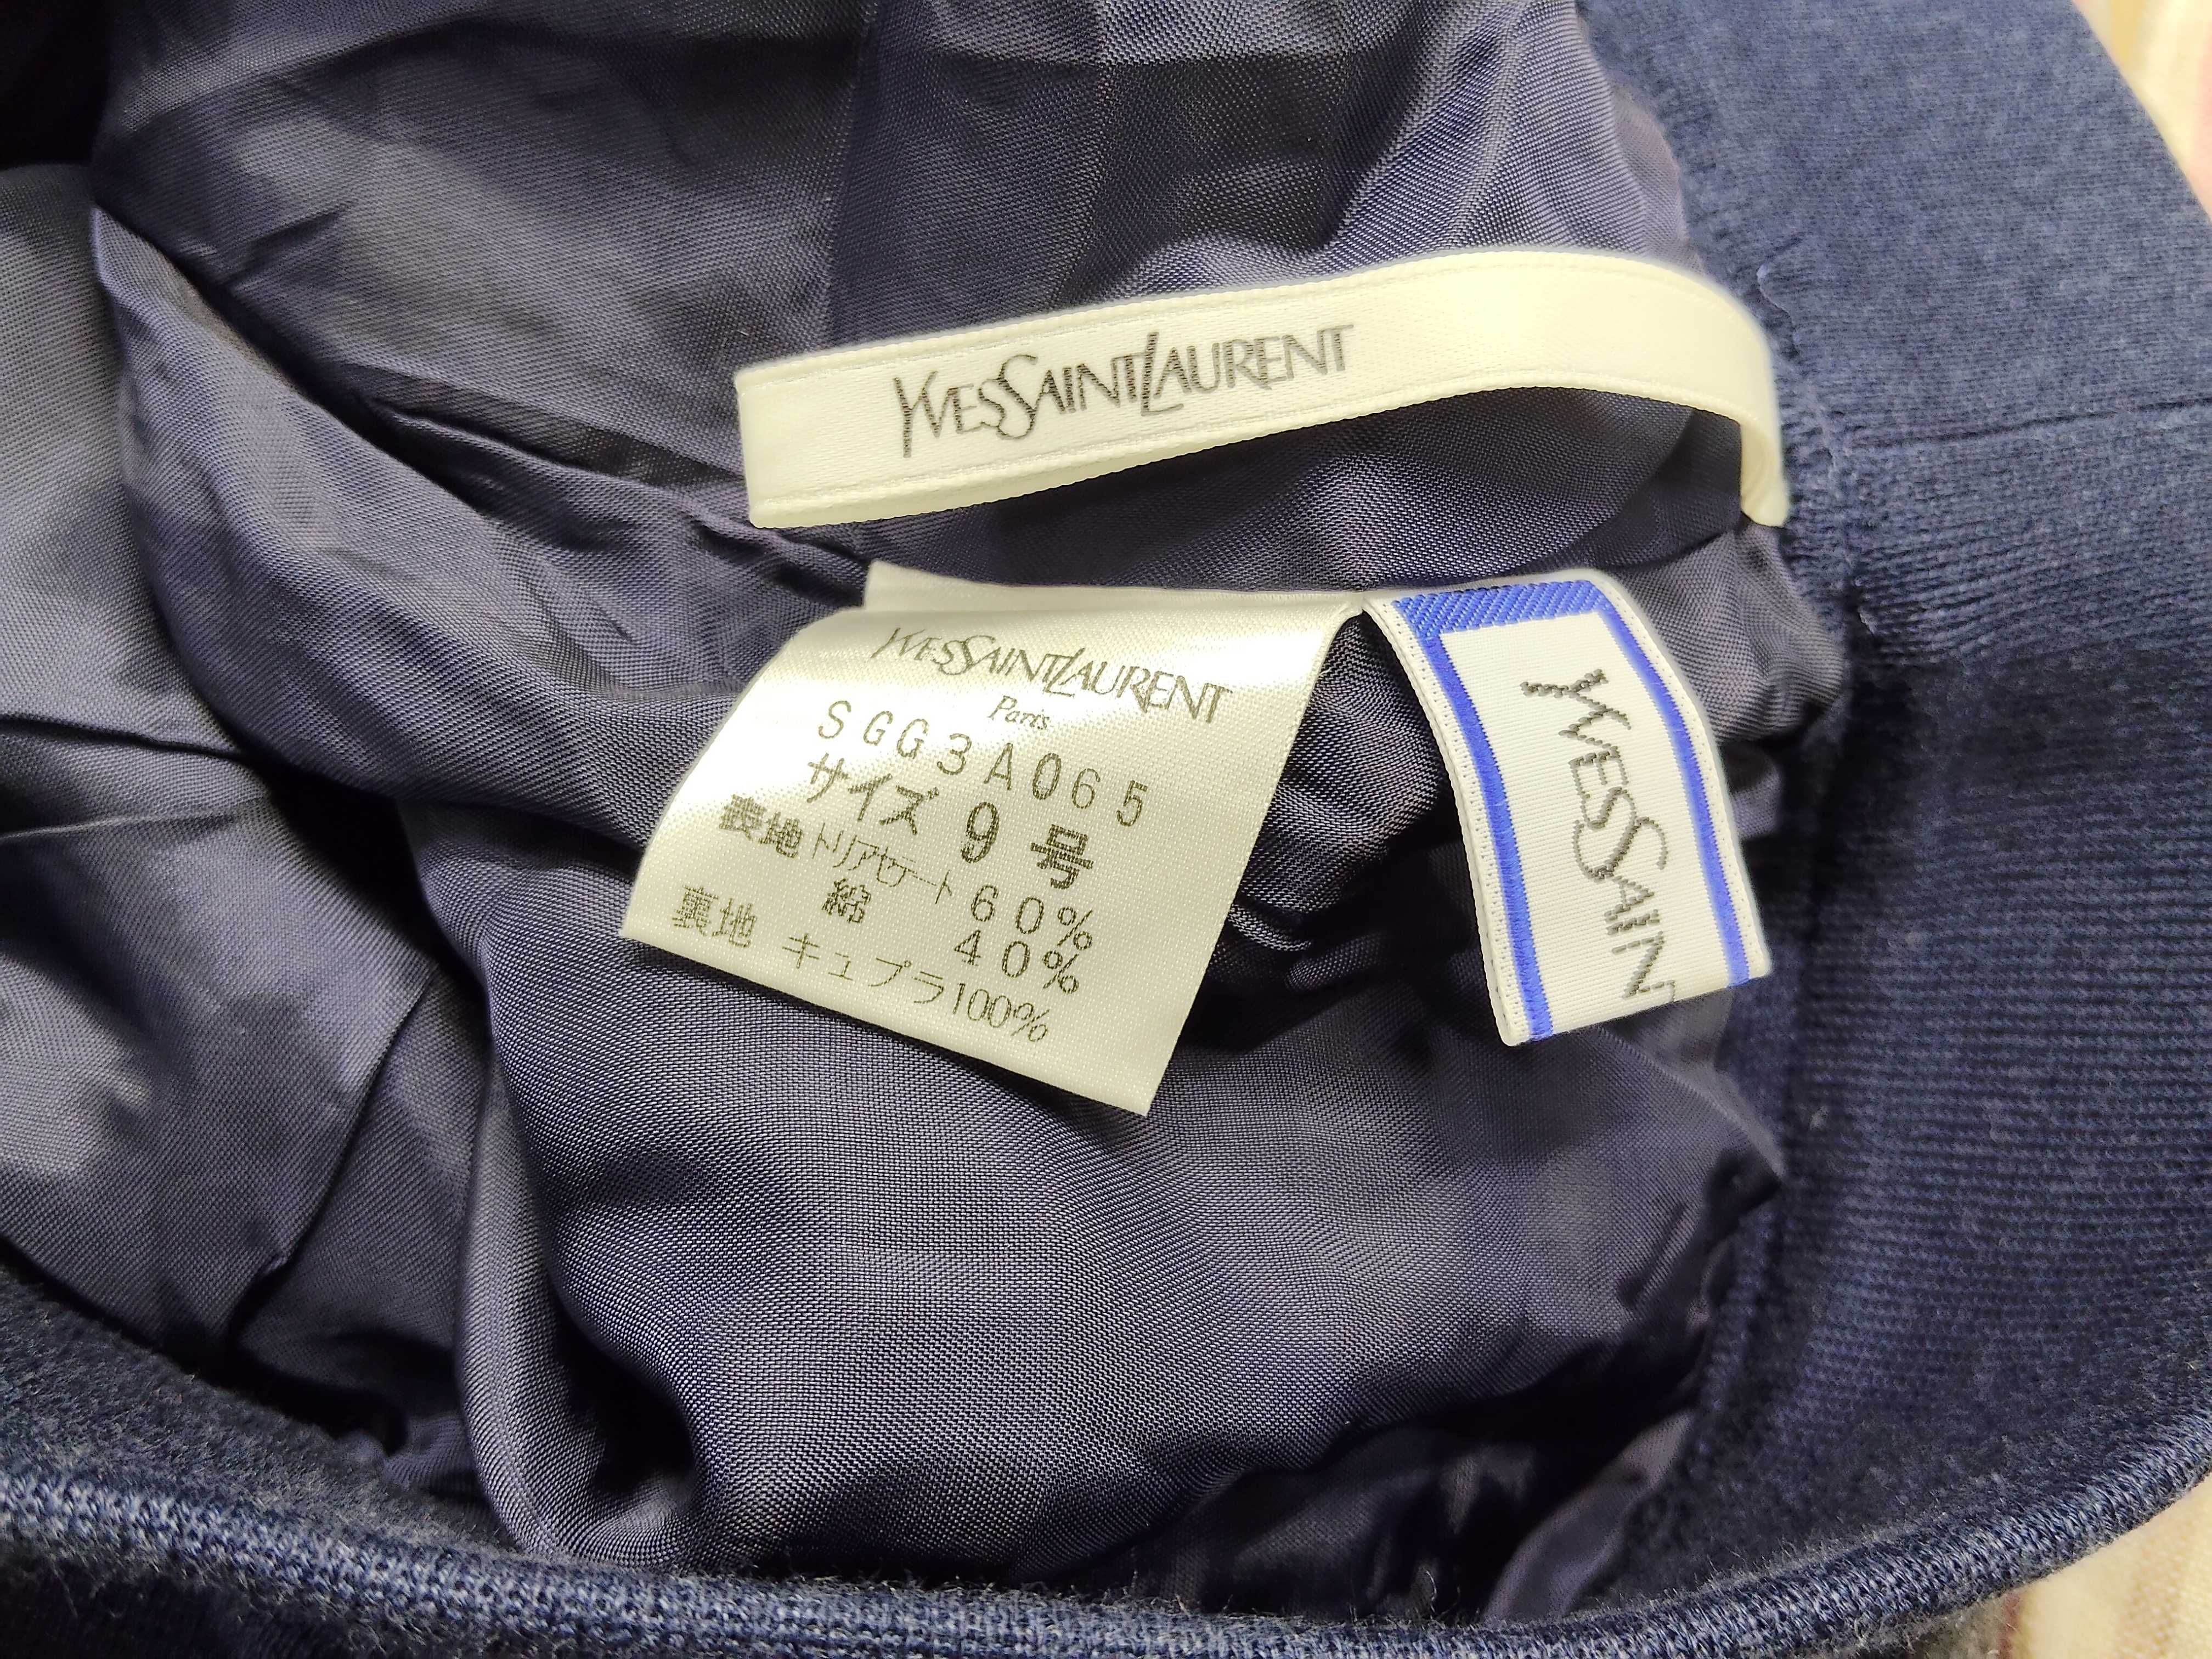 YVESSAINTLAURENT
YVESSAINTLAURENT
Paris
SGG3A065
サイズ 9 号
表地 トリアセテート 60%
綿 40%
裏地 キュプラ100%
YVESSAINT